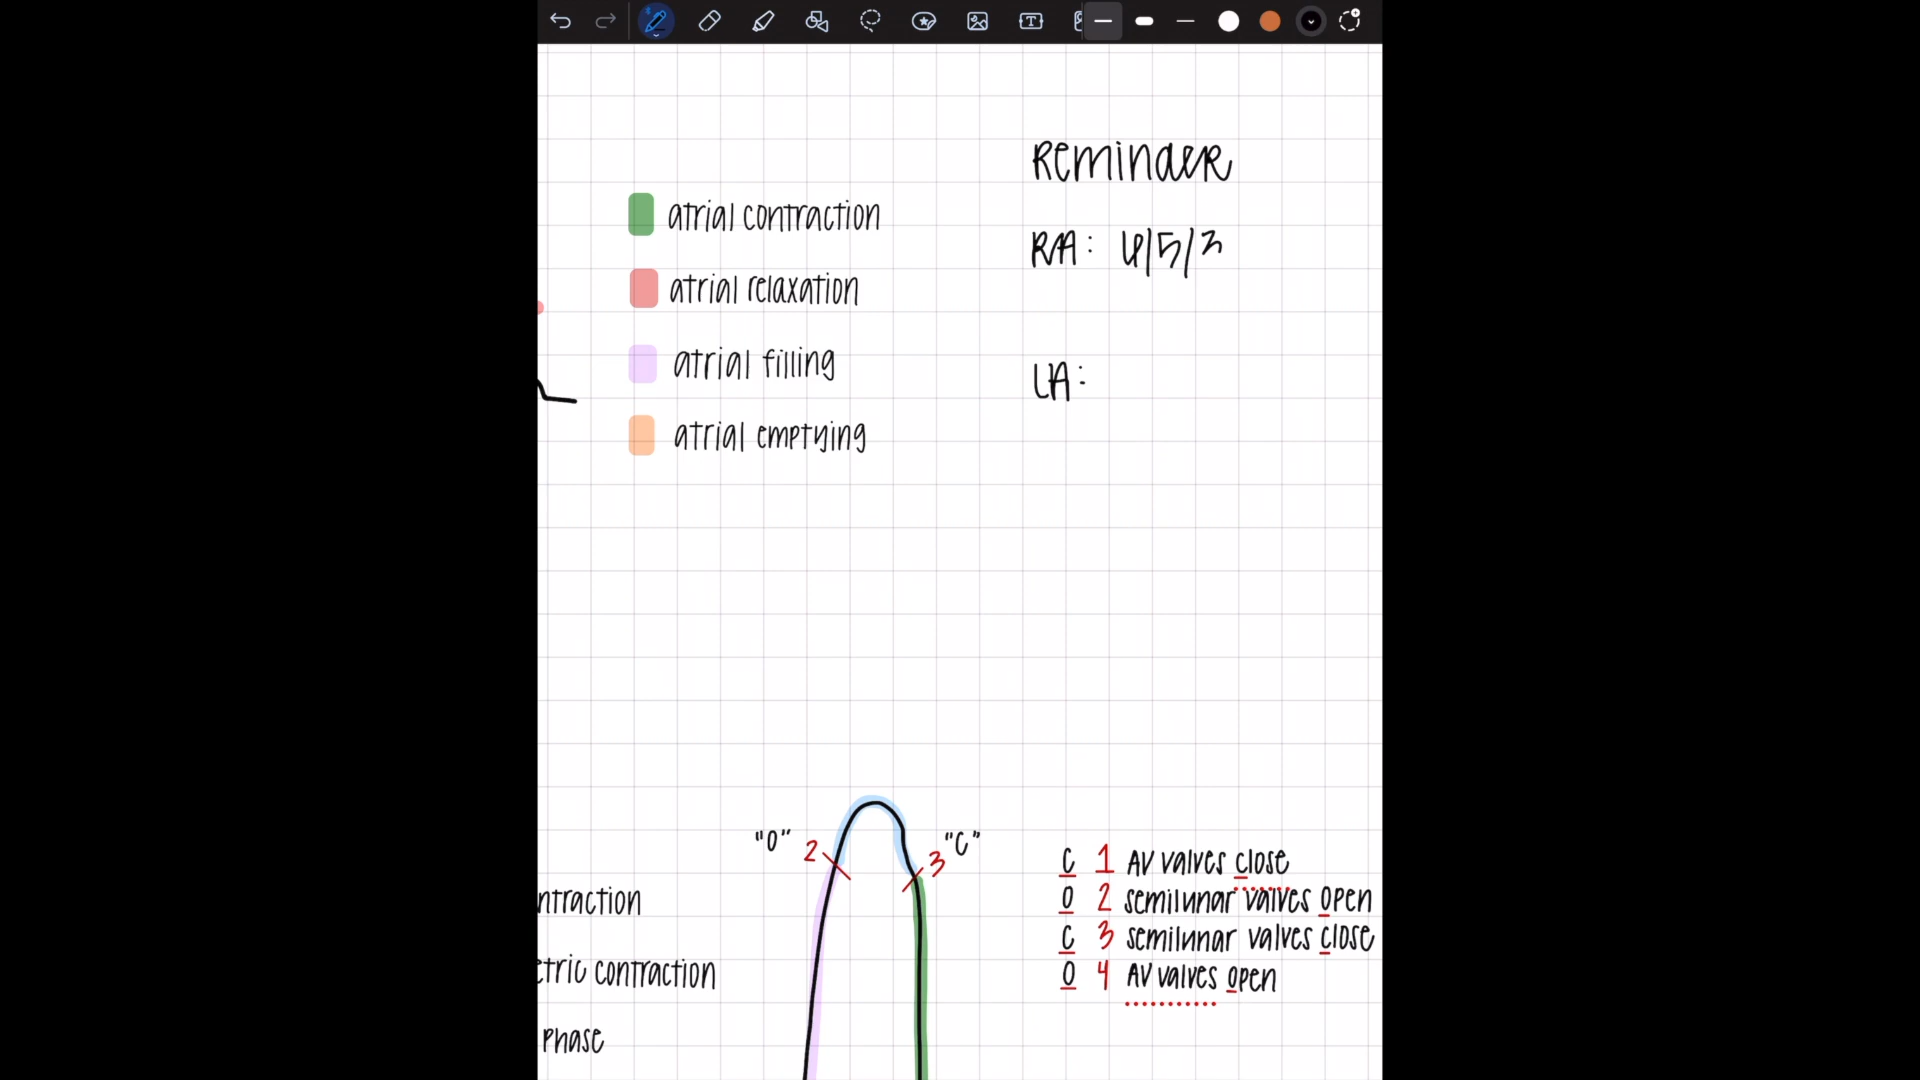 Reminder
RA: 4/5/3
LA:
atrial contraction
atrial relaxation
atrial filling
atrial emptying
"O" 2
3 "C"
C 1 AV valves close
O 2 semilunar valves open
C 3 semilunar valves close
O 4 AV valves open
ntraction
etric contraction
phase